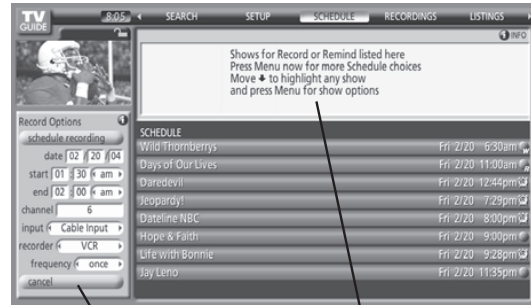 TV GUIDE
8:05
SEARCH SETUP SCHEDULE RECORDINGS LISTINGS
INFO
Shows for Record or Remind listed here
Press Menu now for more Schedule choices
Move to highlight any show
and press Menu for show options
Record Options
schedule recording
date 02 / 20 / 04
start 01 : 30 am
end 02 : 00 am
channel 6
input Cable Input
recorder VCR
frequency once
cancel
SCHEDULE
Wild Thornberrys Fri 2/20 6:30am W
Days of Our Lives Fri 2/20 11:00am R
Daredevil Fri 2/20 12:44pm
Jeopardy! Fri 2/20 7:29pm
Dateline NBC Fri 2/20 8:00pm
Hope & Faith Fri 2/20 9:00pm
Life with Bonnie Fri 2/20 9:28pm
Jay Leno Fri 2/20 11:35pm